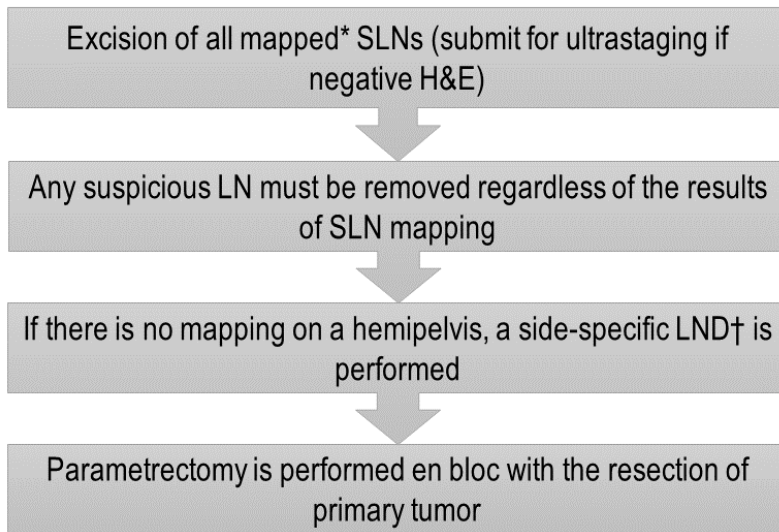 Excision of all mapped* SLNs (submit for ultrastaging if
negative H&E)
Any suspicious LN must be removed regardless of the results
of SLN mapping
If there is no mapping on a hemipelvis, a side-specific LND† is
performed
Parametrectomy is performed en bloc with the resection of
primary tumor